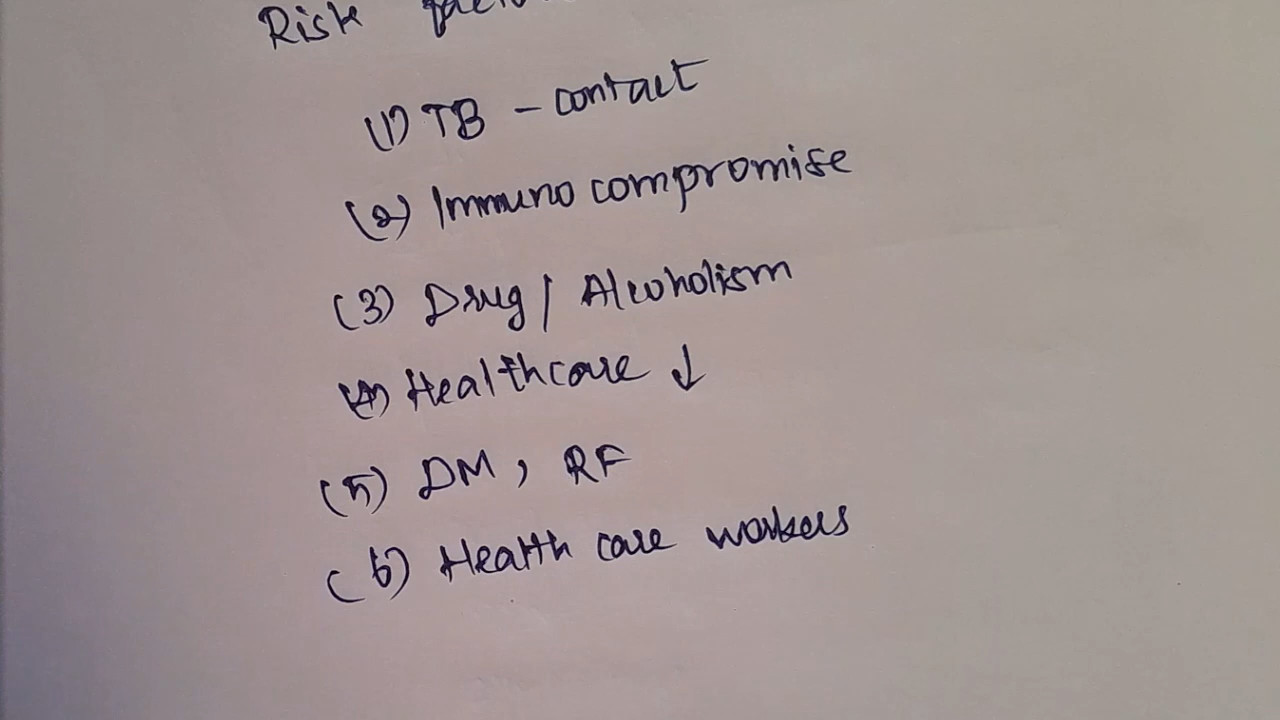 Risk
(1) TB - contact
(2) Immuno compromise
(3) Drug / Alcoholism
(4) Healthcare ↓
(5) DM, RF
(6) Health care workers